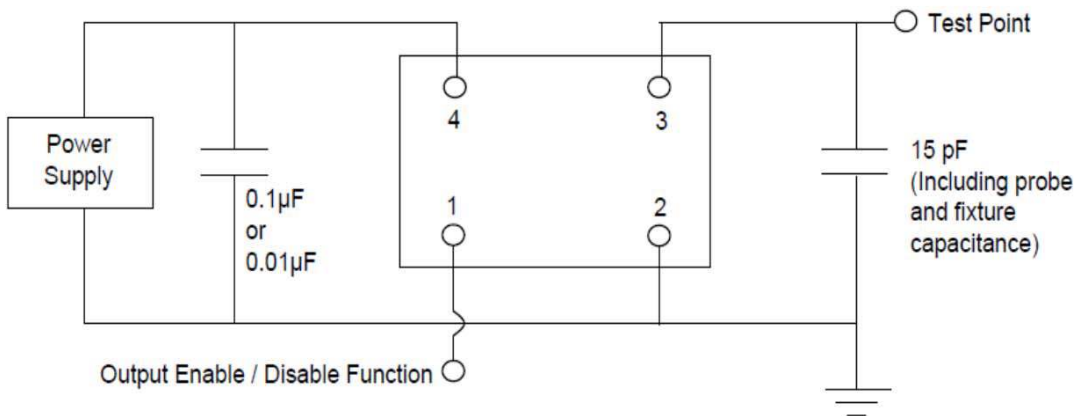 Test Point
4
3
Power
Supply
15 pF
(Including probe
and fixture
capacitance)
0.1µF
or
0.01µF
1
2
Output Enable / Disable Function